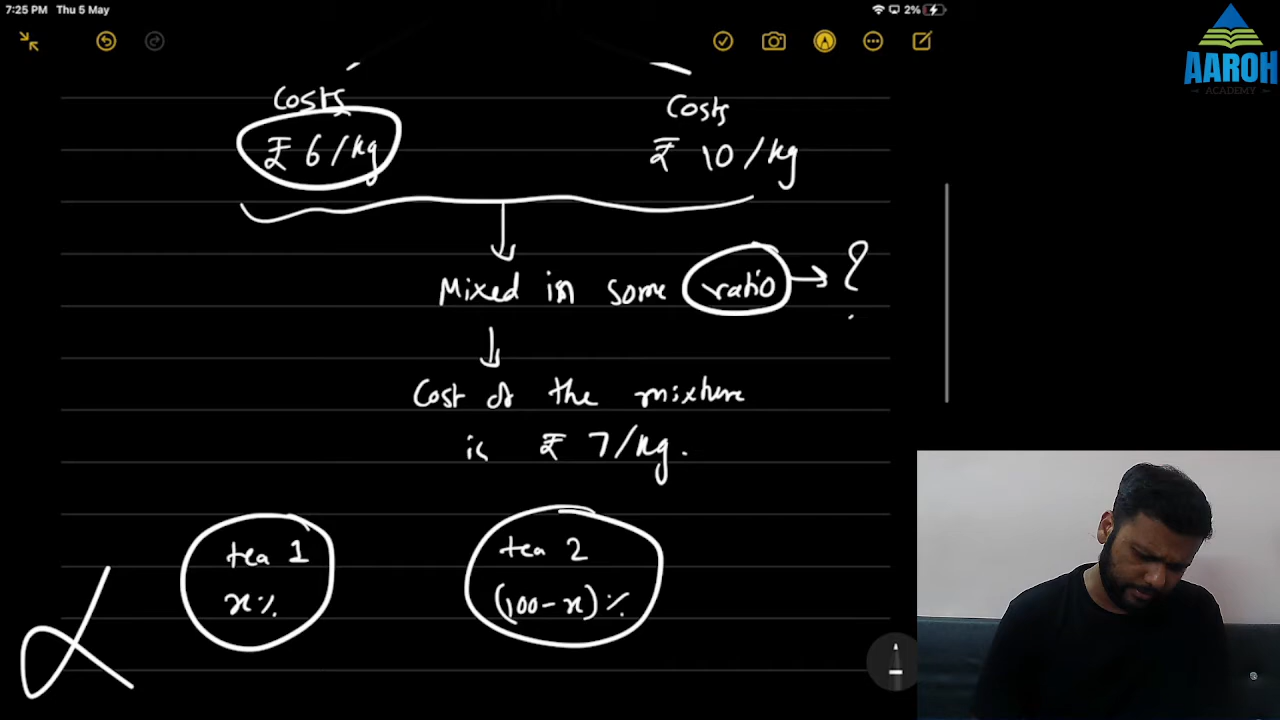 7:25 PM Thu 5 May
2%
AAROH
ACADEMY
Costs
₹ 6/kg
Costs
₹ 10/kg
Mixed in some ratio → ?
Cost of the mixture
is ₹ 7/kg.
tea 1
x%
tea 2
(100-x)%